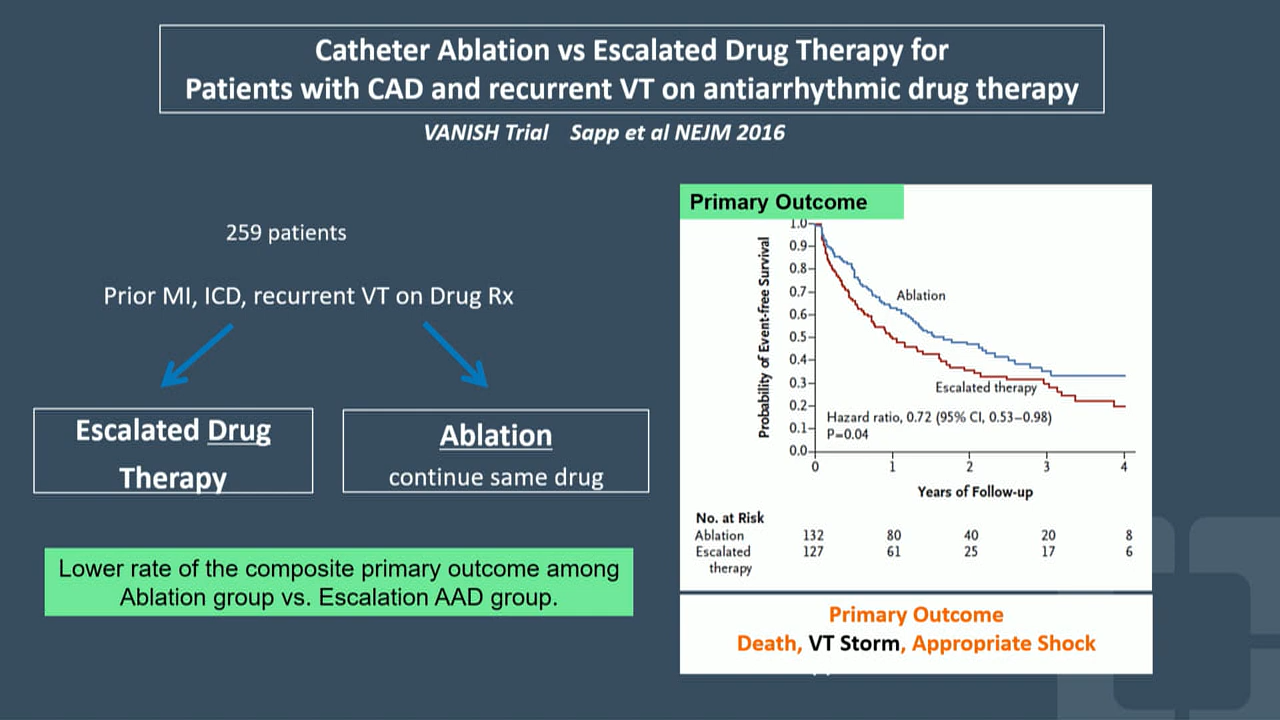 Catheter Ablation vs Escalated Drug Therapy for
Patients with CAD and recurrent VT on antiarrhythmic drug therapy
VANISH Trial Sapp et al NEJM 2016
259 patients
Prior MI, ICD, recurrent VT on Drug Rx
Escalated Drug
Therapy
Ablation
continue same drug
Lower rate of the composite primary outcome among
Ablation group vs. Escalation AAD group.
Primary Outcome
Probability of Event-free Survival
1.0
0.9
0.8
0.7
0.6
0.5
0.4
0.3
0.2
0.1
0.0
Ablation
Escalated therapy
Hazard ratio, 0.72 (95% CI, 0.53–0.98)
P=0.04
0 1 2 3 4
Years of Follow-up
No. at Risk
Ablation 132 80 40 20 8
Escalated 127 61 25 17 6
therapy
Primary Outcome
Death, VT Storm, Appropriate Shock